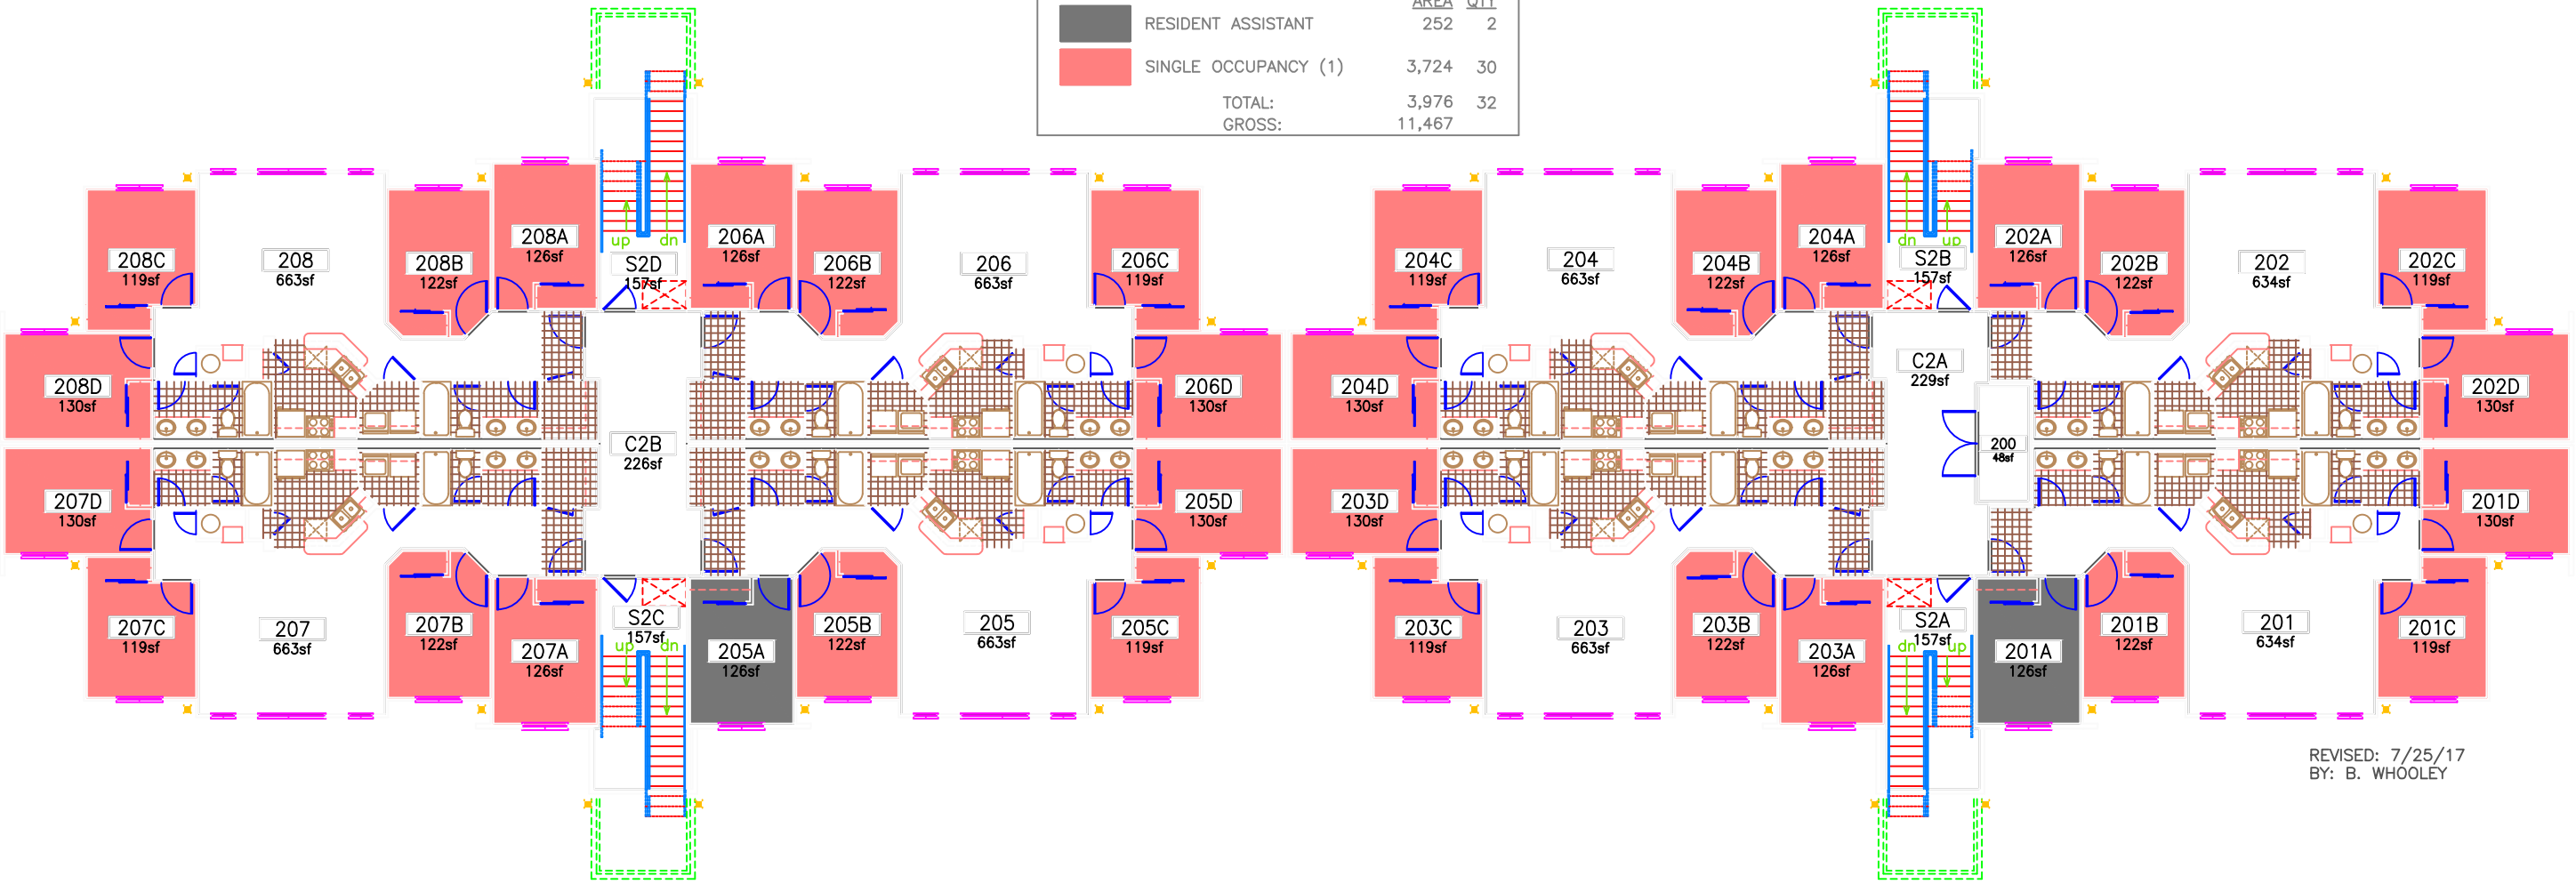 AREA QTY
RESIDENT ASSISTANT 252 2
SINGLE OCCUPANCY (1) 3,724 30
TOTAL: 3,976 32
GROSS: 11,467
208C
119sf
208
663sf
208B
122sf
208A
126sf
up dn
S2D
157sf
206A
126sf
206B
122sf
206
663sf
206C
119sf
204C
119sf
204
663sf
204B
122sf
204A
126sf
dn up
S2B
157sf
202A
126sf
202B
122sf
202
634sf
202C
119sf
208D
130sf
206D
130sf
204D
130sf
C2A
229sf
202D
130sf
C2B
226sf
200
48sf
207D
130sf
205D
130sf
203D
130sf
201D
130sf
207C
119sf
207
663sf
207B
122sf
207A
126sf
S2C
157sf
up dn
205A
126sf
205B
122sf
205
663sf
205C
119sf
203C
119sf
203
663sf
203B
122sf
203A
126sf
S2A
157sf
dn up
201A
126sf
201B
122sf
201
634sf
201C
119sf
REVISED: 7/25/17
BY: B. WHOOLEY